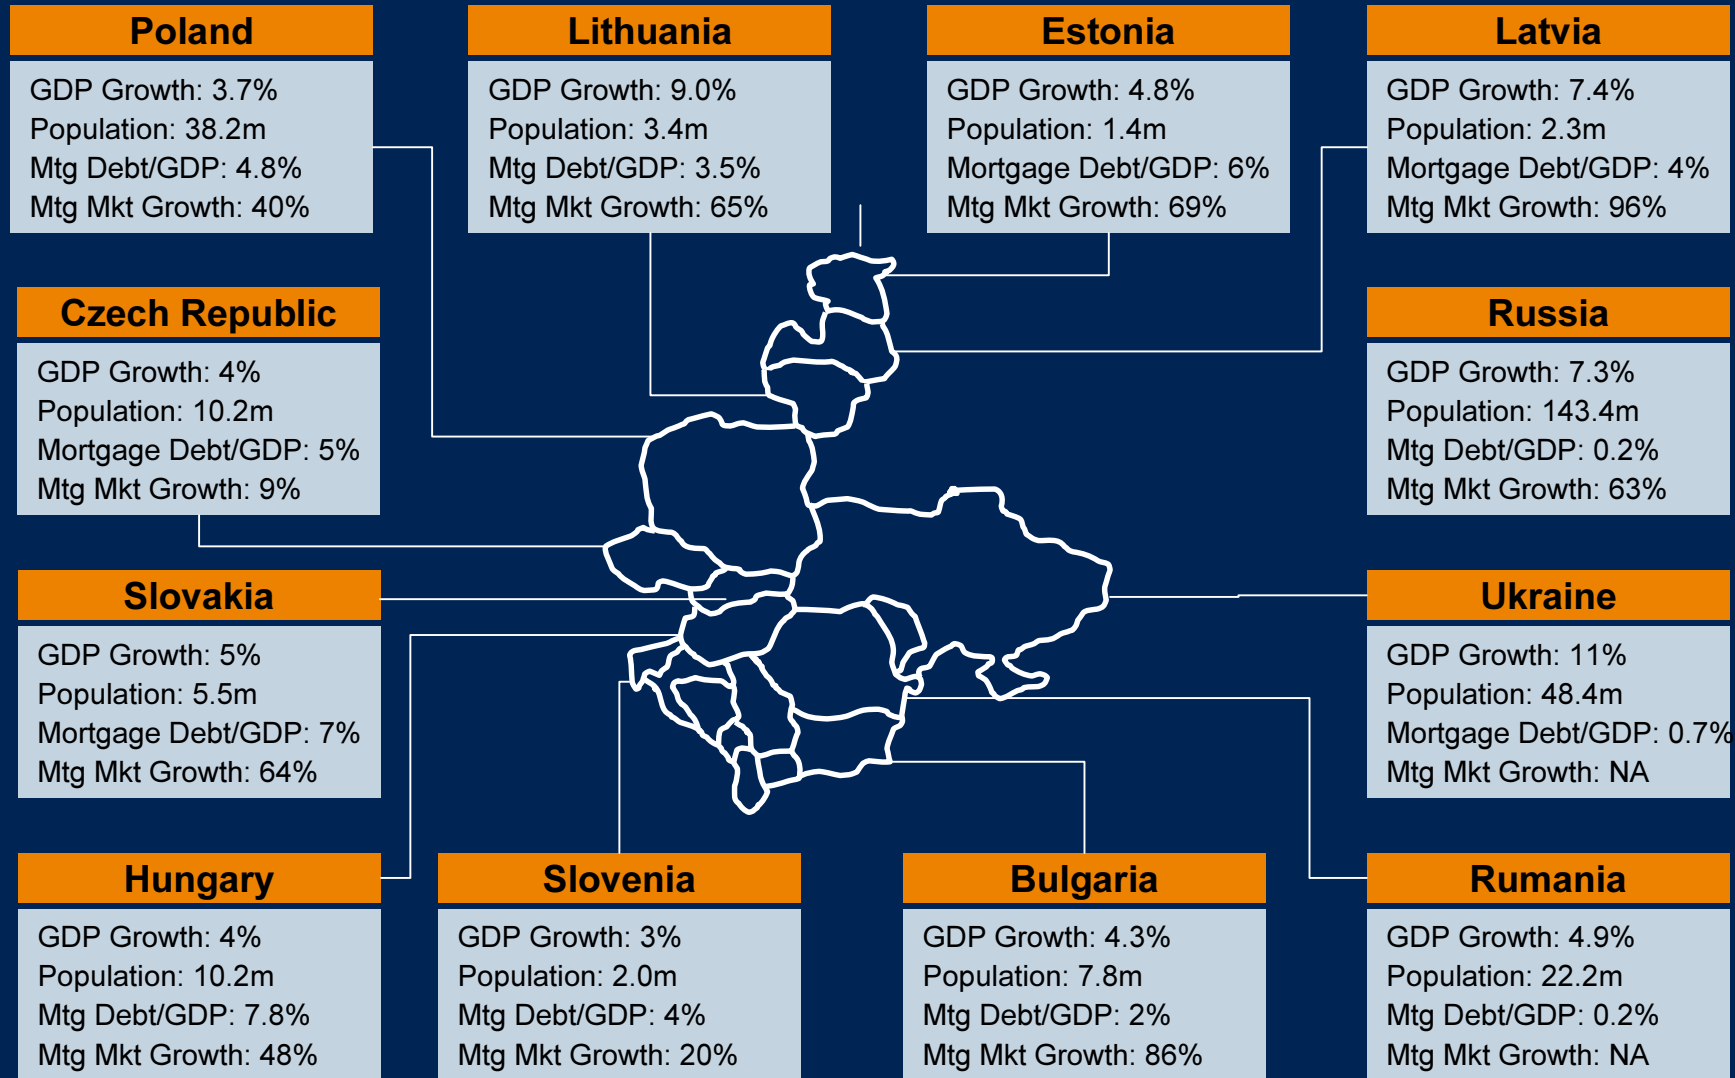 Poland
GDP Growth: 3.7%
Population: 38.2m
Mtg Debt/GDP: 4.8%
Mtg Mkt Growth: 40%
Lithuania
GDP Growth: 9.0%
Population: 3.4m
Mtg Debt/GDP: 3.5%
Mtg Mkt Growth: 65%
Estonia
GDP Growth: 4.8%
Population: 1.4m
Mortgage Debt/GDP: 6%
Mtg Mkt Growth: 69%
Latvia
GDP Growth: 7.4%
Population: 2.3m
Mortgage Debt/GDP: 4%
Mtg Mkt Growth: 96%
Czech Republic
GDP Growth: 4%
Population: 10.2m
Mortgage Debt/GDP: 5%
Mtg Mkt Growth: 9%
Russia
GDP Growth: 7.3%
Population: 143.4m
Mtg Debt/GDP: 0.2%
Mtg Mkt Growth: 63%
Slovakia
GDP Growth: 5%
Population: 5.5m
Mortgage Debt/GDP: 7%
Mtg Mkt Growth: 64%
Ukraine
GDP Growth: 11%
Population: 48.4m
Mortgage Debt/GDP: 0.7%
Mtg Mkt Growth: NA
Hungary
GDP Growth: 4%
Population: 10.2m
Mtg Debt/GDP: 7.8%
Mtg Mkt Growth: 48%
Slovenia
GDP Growth: 3%
Population: 2.0m
Mtg Debt/GDP: 4%
Mtg Mkt Growth: 20%
Bulgaria
GDP Growth: 4.3%
Population: 7.8m
Mtg Debt/GDP: 2%
Mtg Mkt Growth: 86%
Rumania
GDP Growth: 4.9%
Population: 22.2m
Mtg Debt/GDP: 0.2%
Mtg Mkt Growth: NA